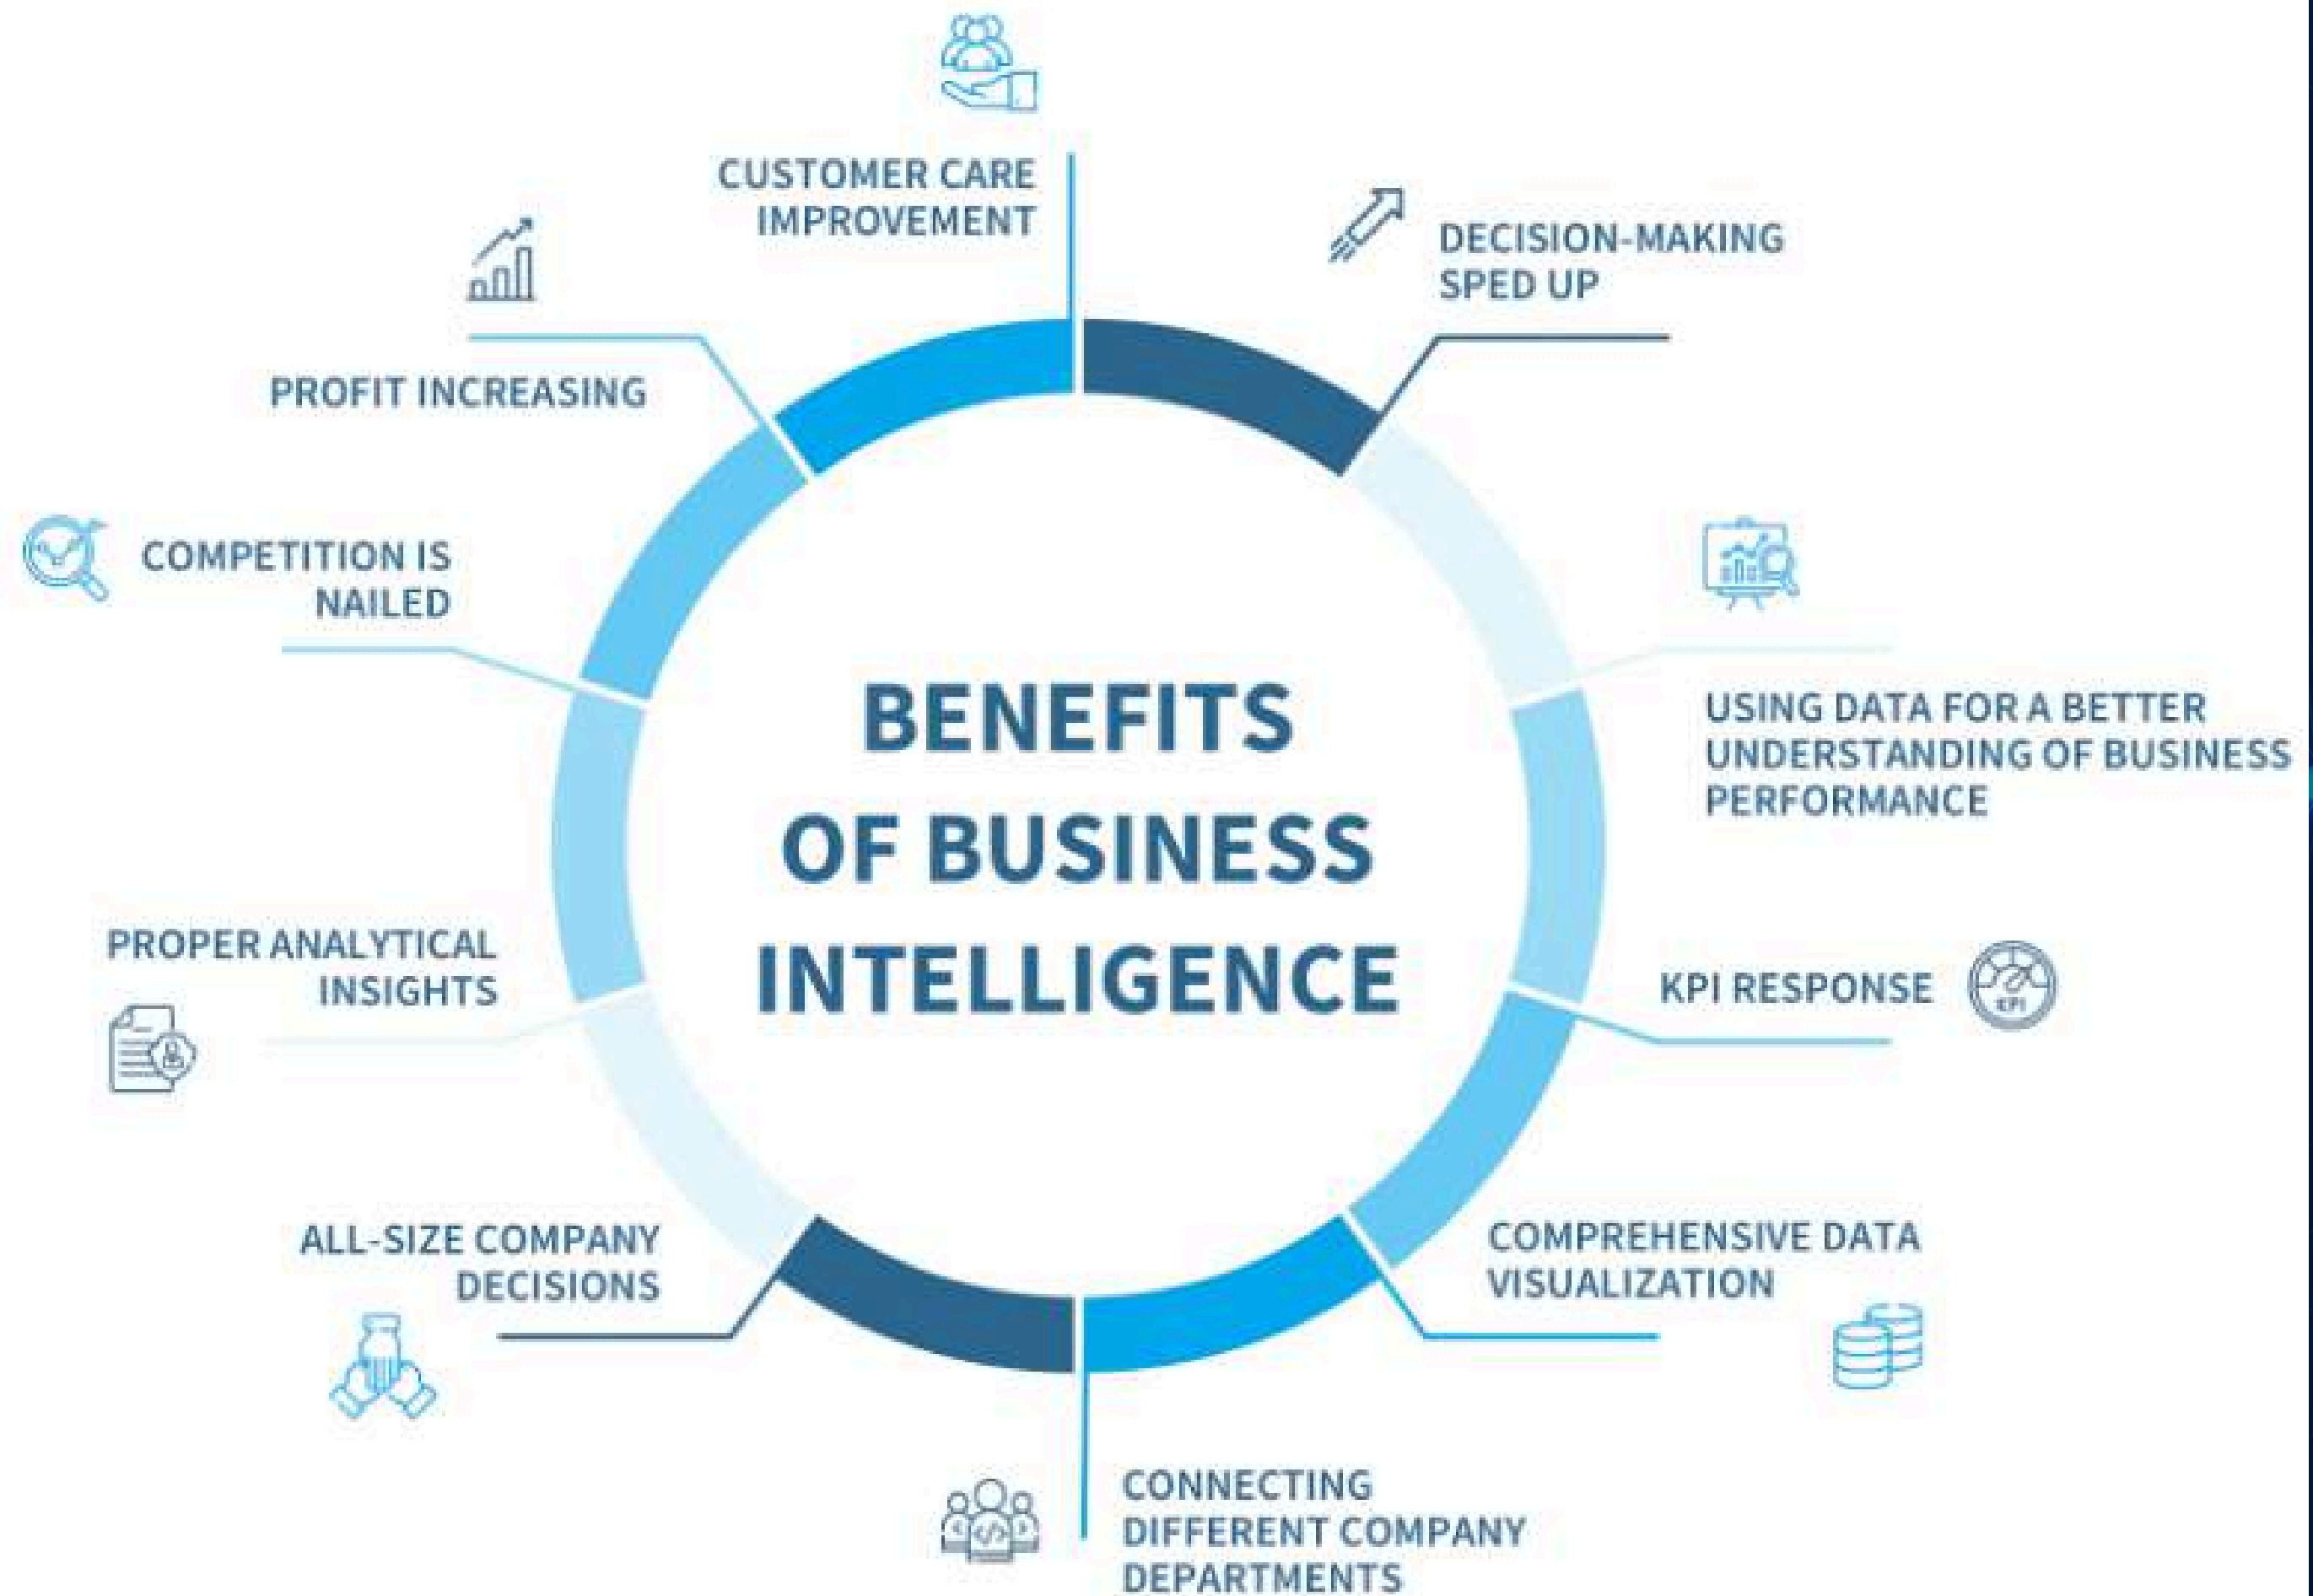 CUSTOMER CARE
IMPROVEMENT
DECISION-MAKING
SPED UP
PROFIT INCREASING
COMPETITION IS
NAILED
USING DATA FOR A BETTER
UNDERSTANDING OF BUSINESS
PERFORMANCE
BENEFITS
OF BUSINESS
INTELLIGENCE
PROPER ANALYTICAL
INSIGHTS
KPI RESPONSE
KPI
ALL-SIZE COMPANY
DECISIONS
COMPREHENSIVE DATA
VISUALIZATION
CONNECTING
DIFFERENT COMPANY
DEPARTMENTS